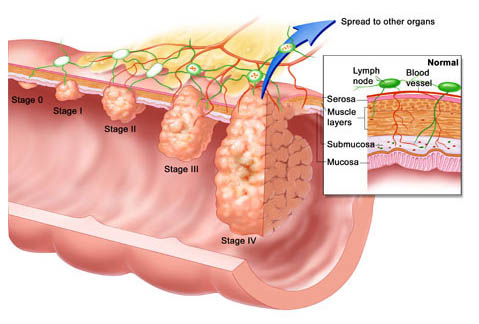 Spread to other organs
Normal
Lymph
node
Blood
vessel
Serosa
Muscle
layers
Submucosa
Mucosa
Stage 0
Stage I
Stage II
Stage III
Stage IV